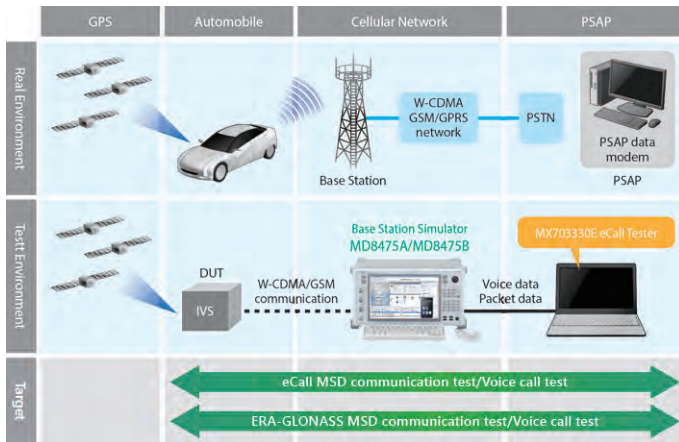 GPS
Automobile
Cellular Network
PSAP
Real Environment
W-CDMA
GSM/GPRS
network
PSTN
PSAP data
modem
Base Station
PSAP
Testt Environment
Base Station Simulator
MD8475A/MD8475B
MX703330E eCall Tester
DUT
IVS
W-CDMA/GSM
communication
Voice data
Packet data
Target
eCall MSD communication test/Voice call test
ERA-GLONASS MSD communication test/Voice call test